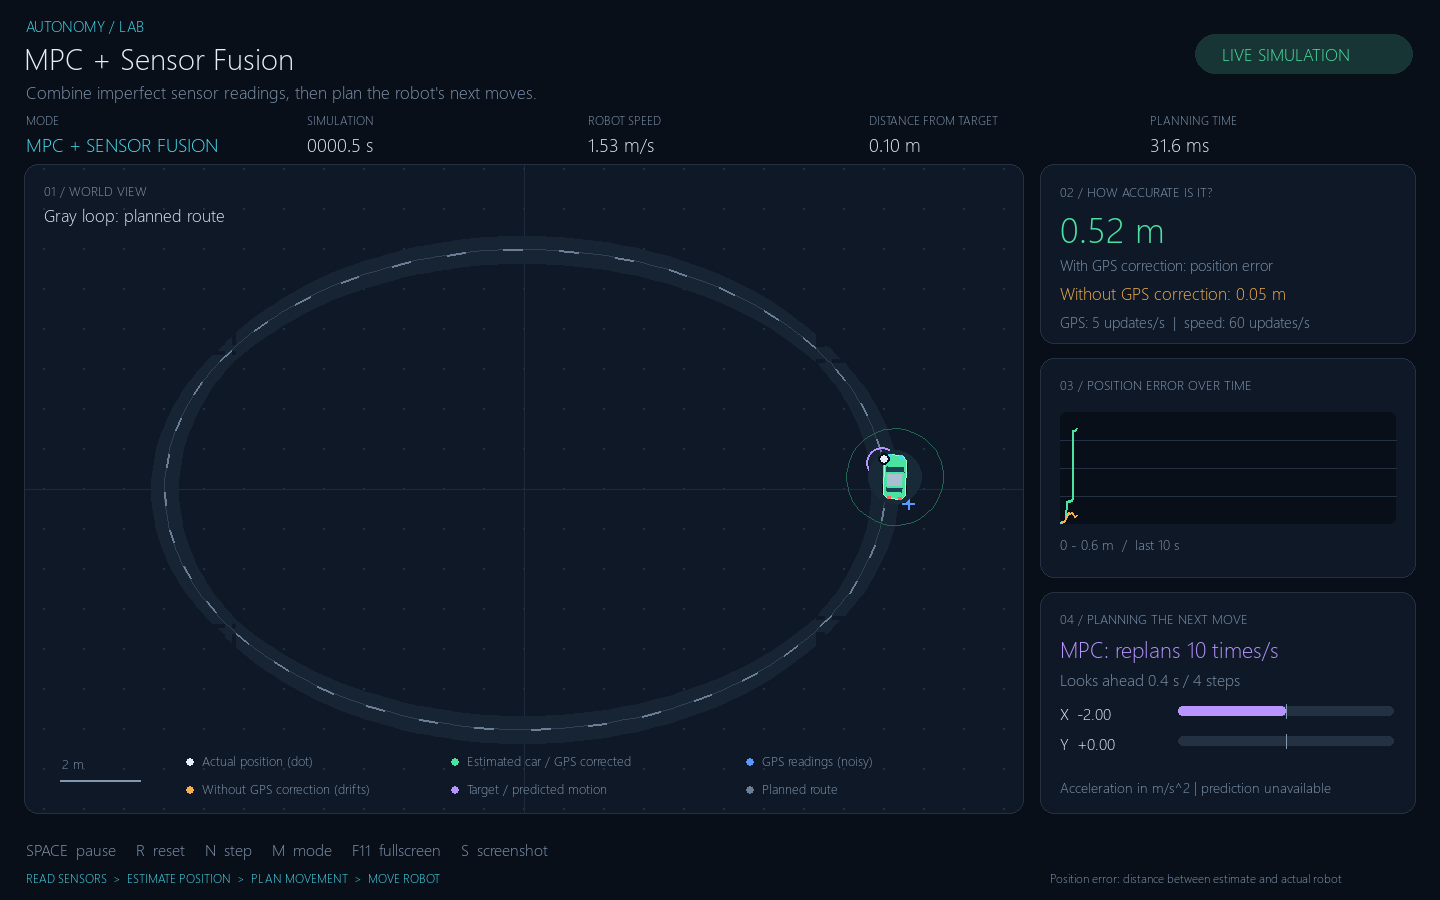 AUTONOMY / LAB
MPC + Sensor Fusion
LIVE SIMULATION
Combine imperfect sensor readings, then plan the robot's next moves.
MODE
SIMULATION
ROBOT SPEED
DISTANCE FROM TARGET
PLANNING TIME
MPC + SENSOR FUSION
0000.5 s
1.53 m/s
0.10 m
31.6 ms
01 / WORLD VIEW
Gray loop: planned route
2 m
Actual position (dot)
Estimated car / GPS corrected
GPS readings (noisy)
Without GPS correction (drifts)
Target / predicted motion
Planned route
02 / HOW ACCURATE IS IT?
0.52 m
With GPS correction: position error
Without GPS correction: 0.05 m
GPS: 5 updates/s | speed: 60 updates/s
03 / POSITION ERROR OVER TIME
0 - 0.6 m / last 10 s
04 / PLANNING THE NEXT MOVE
MPC: replans 10 times/s
Looks ahead 0.4 s / 4 steps
X -2.00
Y +0.00
Acceleration in m/s^2 | prediction unavailable
SPACE pause R reset N step M mode F11 fullscreen S screenshot
READ SENSORS > ESTIMATE POSITION > PLAN MOVEMENT > MOVE ROBOT
Position error: distance between estimate and actual robot